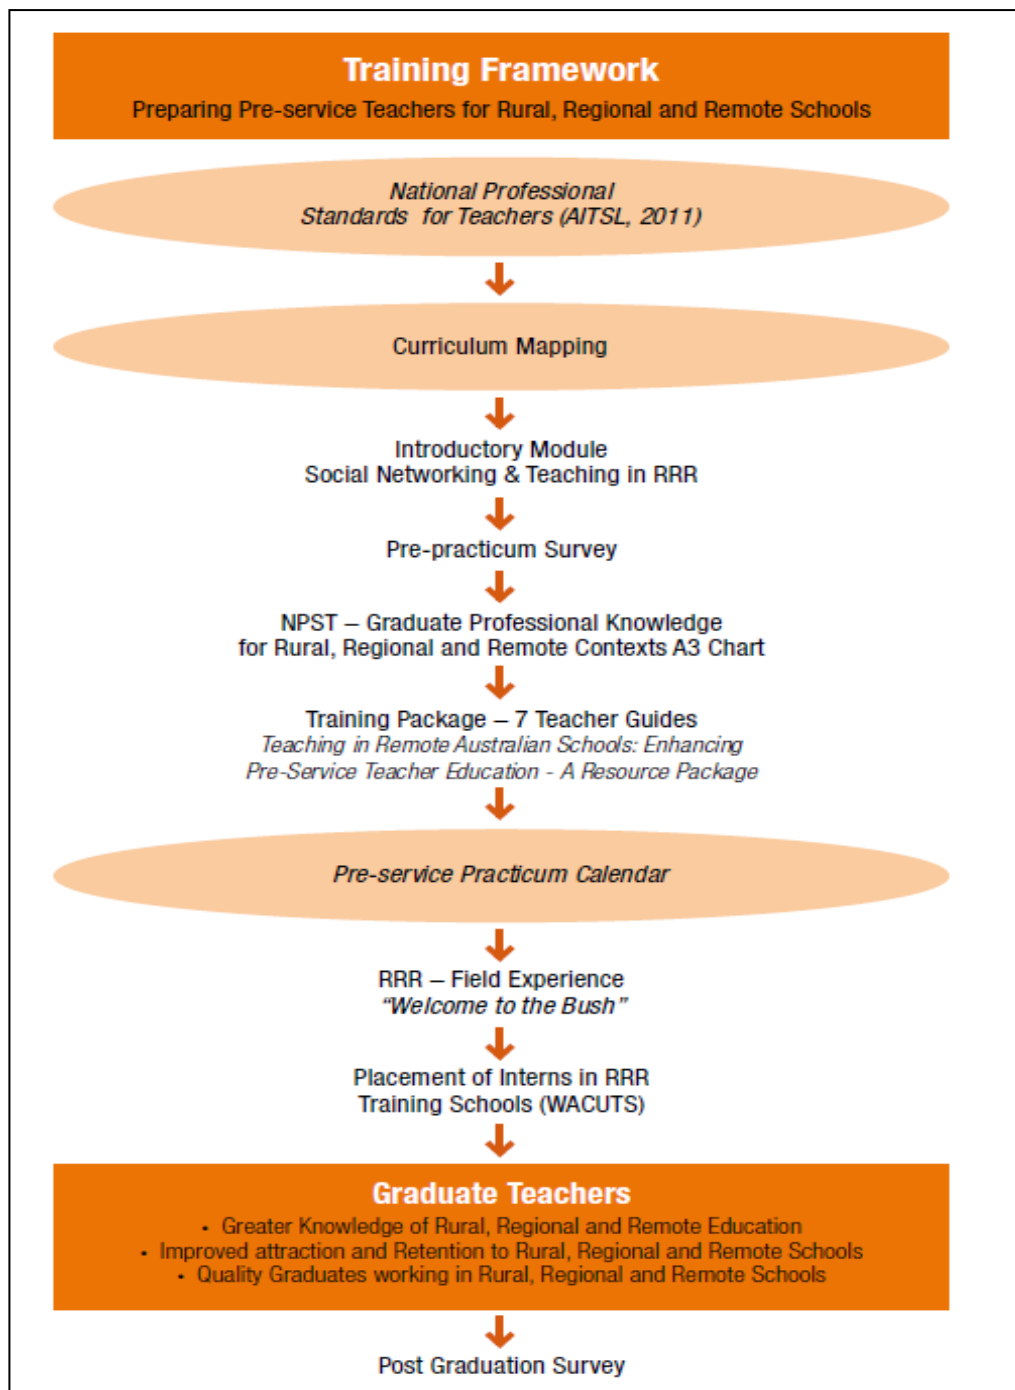 Training Framework
Preparing Pre-service Teachers for Rural, Regional and Remote Schools
National Professional
Standards for Teachers (AITSL, 2011)
Curriculum Mapping
Introductory Module
Social Networking & Teaching in RRR
Pre-practicum Survey
NPST – Graduate Professional Knowledge
for Rural, Regional and Remote Contexts A3 Chart
Training Package – 7 Teacher Guides
Teaching in Remote Australian Schools: Enhancing
Pre-Service Teacher Education - A Resource Package
Pre-service Practicum Calendar
RRR – Field Experience
“Welcome to the Bush”
Placement of Interns in RRR
Training Schools (WACUTS)
Graduate Teachers
• Greater Knowledge of Rural, Regional and Remote Education
• Improved attraction and Retention to Rural, Regional and Remote Schools
• Quality Graduates working in Rural, Regional and Remote Schools
Post Graduation Survey